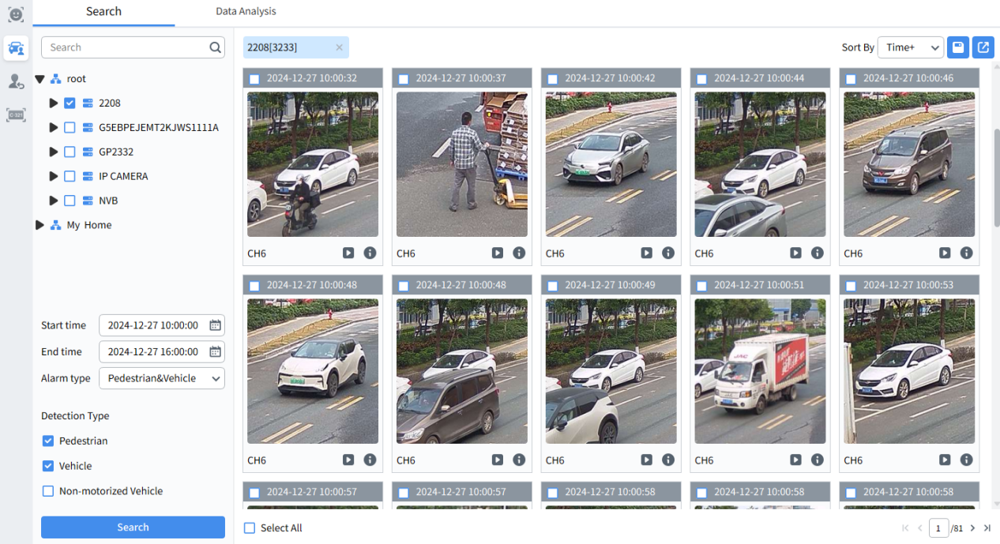 Search
Data Analysis
Search
root
2208
G5EBPEJEMT2KJWS1111A
GP2332
IP CAMERA
NVB
My Home
Start time 2024-12-27 10:00:00
End time 2024-12-27 16:00:00
Alarm type Pedestrian&Vehicle
Detection Type
Pedestrian
Vehicle
Non-motorized Vehicle
Search
2208[3233]
Sort By Time+
2024-12-27 10:00:32
2024-12-27 10:00:37
2024-12-27 10:00:42
2024-12-27 10:00:44
2024-12-27 10:00:46
CH6
CH6
CH6
CH6
CH6
2024-12-27 10:00:48
2024-12-27 10:00:48
2024-12-27 10:00:49
2024-12-27 10:00:51
2024-12-27 10:00:53
JAC
CH6
CH6
CH6
CH6
CH6
2024-12-27 10:00:57
2024-12-27 10:00:57
2024-12-27 10:00:58
2024-12-27 10:00:58
2024-12-27 10:00:58
Select All
1 /81